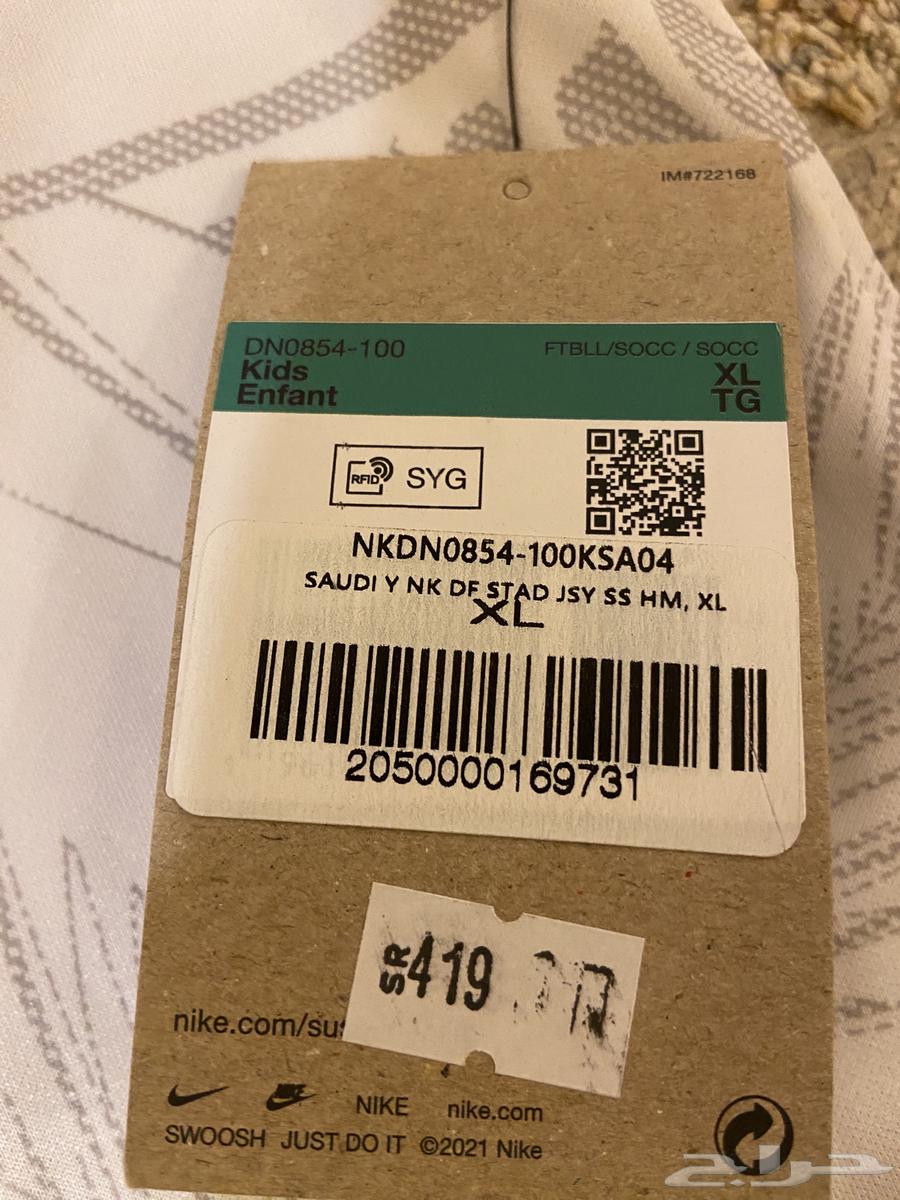 IM#722168
DN0854-100
FTBLL/SOCC / SOCC
Kids
XL
Enfant
TG
RFID SYG
NKDN0854-100KSA04
SAUDI Y NK DF STAD JSY SS HM, XL
XL
2050000169731
SR419
nike.com/su
NIKE nike.com
SWOOSH JUST DO IT ©2021 Nike
حراج